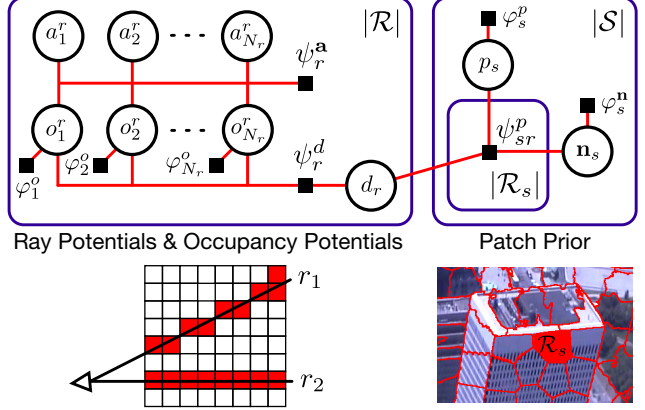 a_1^r a_2^r ... a_{N_r}^r |R|
ψ_r^a
o_1^r o_2^r ... o_{N_r}^r
φ_1^o φ_2^o φ_{N_r}^o ψ_r^d
d_r
φ_s^p |S|
p_s
φ_s^n
ψ_{sr}^p
n_s
|R_s|
Ray Potentials & Occupancy Potentials
Patch Prior
r_1
r_2
R_s